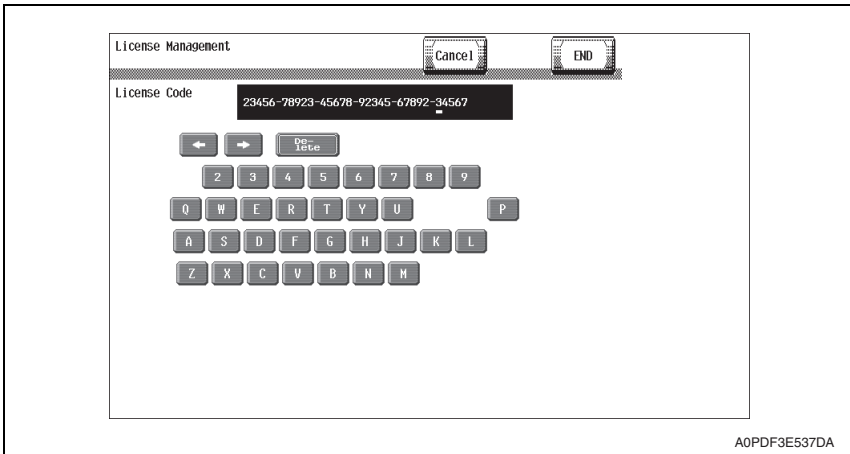 License Management
Cancel
END
License Code
23456-78923-45678-92345-67892-34567
De-
lete
2 3 4 5 6 7 8 9
Q W E R T Y U P
A S D F G H J K L
Z X C V B N M
A0PDF3E537DA